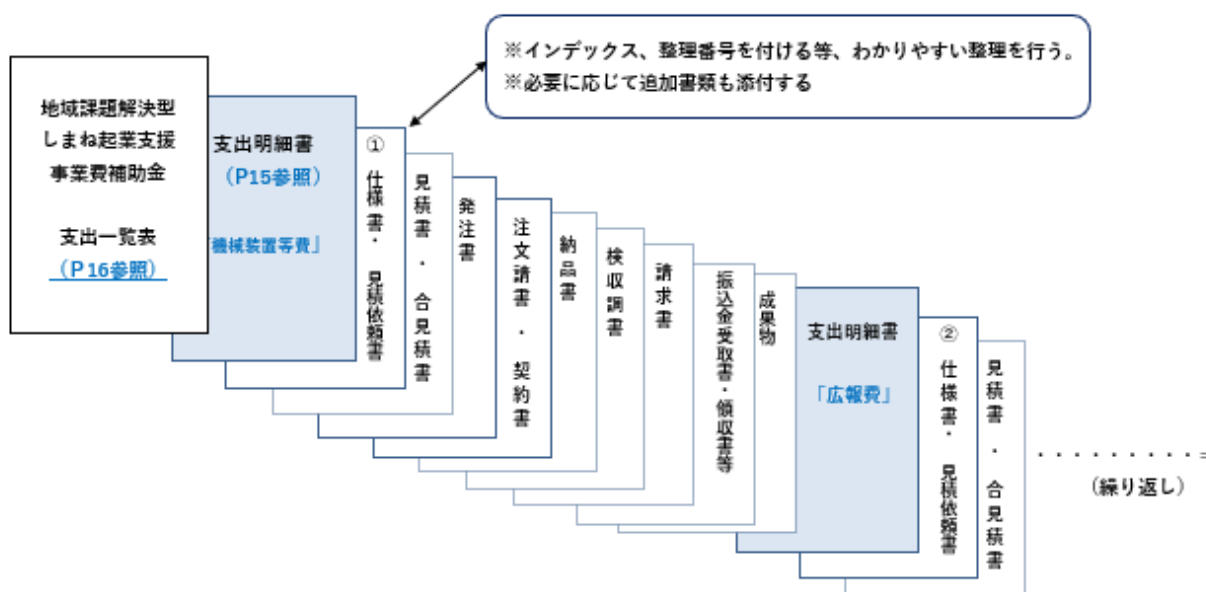 ※インデックス、整理番号を付ける等、わかりやすい整理を行う。
※必要に応じて追加書類も添付する
地域課題解決型
しまね起業支援
事業費補助金
支出一覧表
(P16参照)
支出明細書
(P15参照)
「機械装置等費」
①
仕様書・見積依頼書
見積書・合見積書
発注書
注文請書・契約書
納品書
検収調書
請求書
振込金受取書・領収書等
成果物
支出明細書
「広報費」
②
仕様書・見積依頼書
見積書・合見積書
・・・・・・・・・・
(繰り返し)